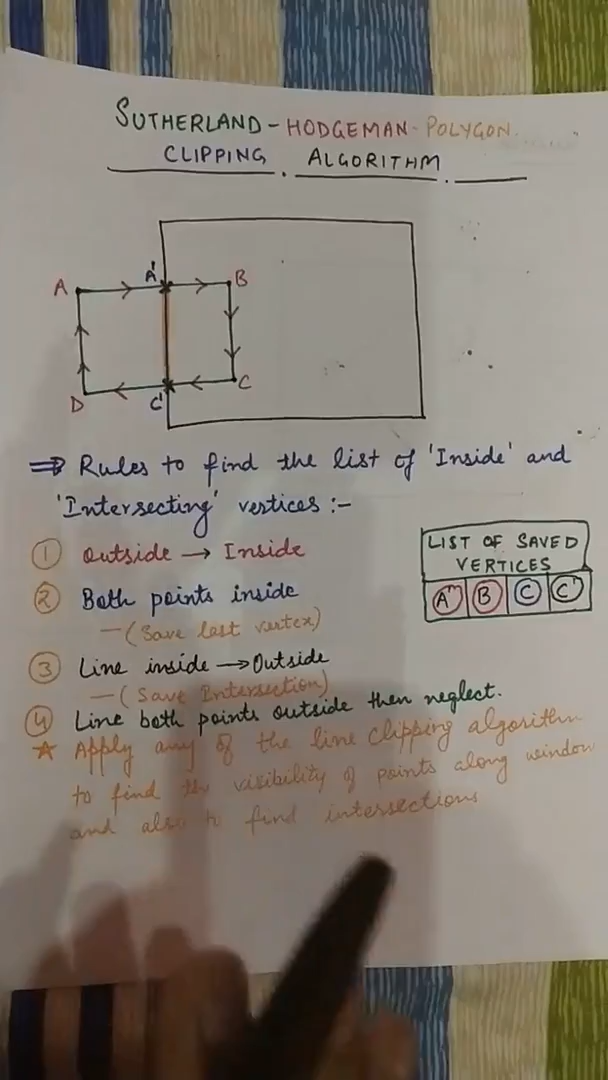 SUTHERLAND-HODGEMAN-POLYGON
CLIPPING ALGORITHM
A
A'
B
D
C'
C
⇒ Rules to find the list of 'Inside' and
'Intersecting' vertices :-
1 Outside → Inside
2 Both points inside
—(Save last vertex)
3 Line inside → Outside
—(Save Intersection)
4 Line both points outside then neglect.
☆ Apply any of the line clipping algorithm
to find the visibility of points along window
and also to find intersections
LIST OF SAVED
VERTICES
A' B C C'